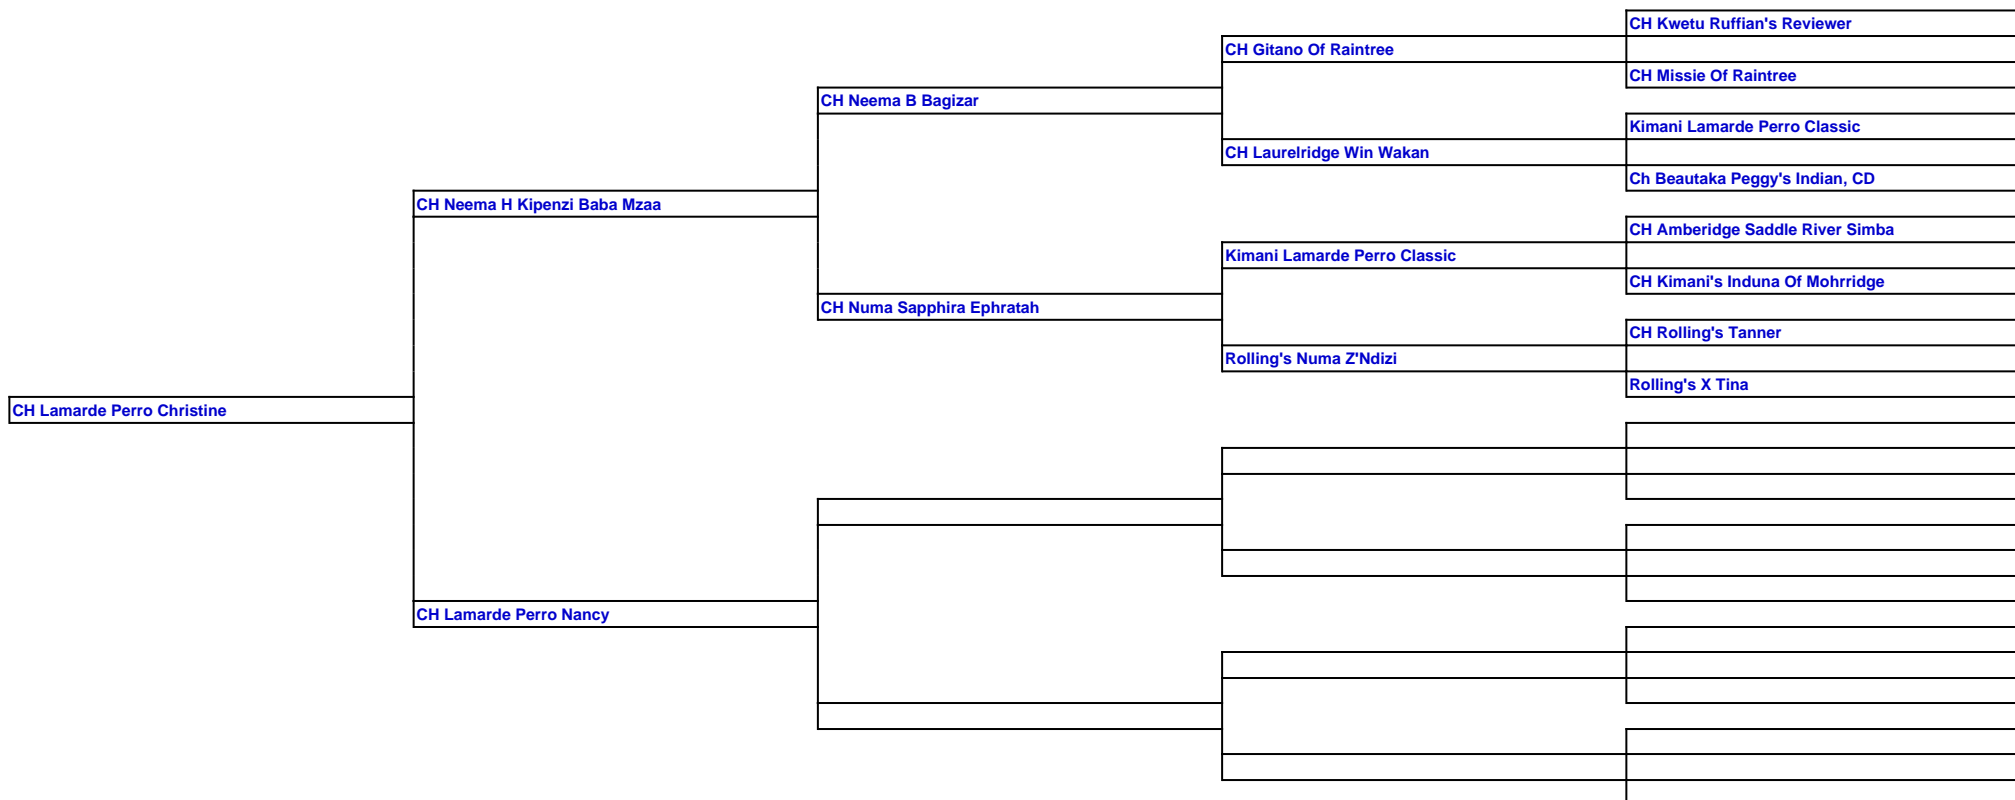 CH Kwetu Ruffian's Reviewer
CH Gitano Of Raintree
CH Missie Of Raintree
CH Neema B Bagizar
Kimani Lamarde Perro Classic
CH Laurelridge Win Wakan
Ch Beautaka Peggy's Indian, CD
CH Neema H Kipenzi Baba Mzaa
CH Amberidge Saddle River Simba
Kimani Lamarde Perro Classic
CH Kimani's Induna Of Mohrridge
CH Numa Sapphira Ephratah
CH Rolling's Tanner
Rolling's Numa Z'Ndizi
Rolling's X Tina
CH Lamarde Perro Christine
CH Lamarde Perro Nancy